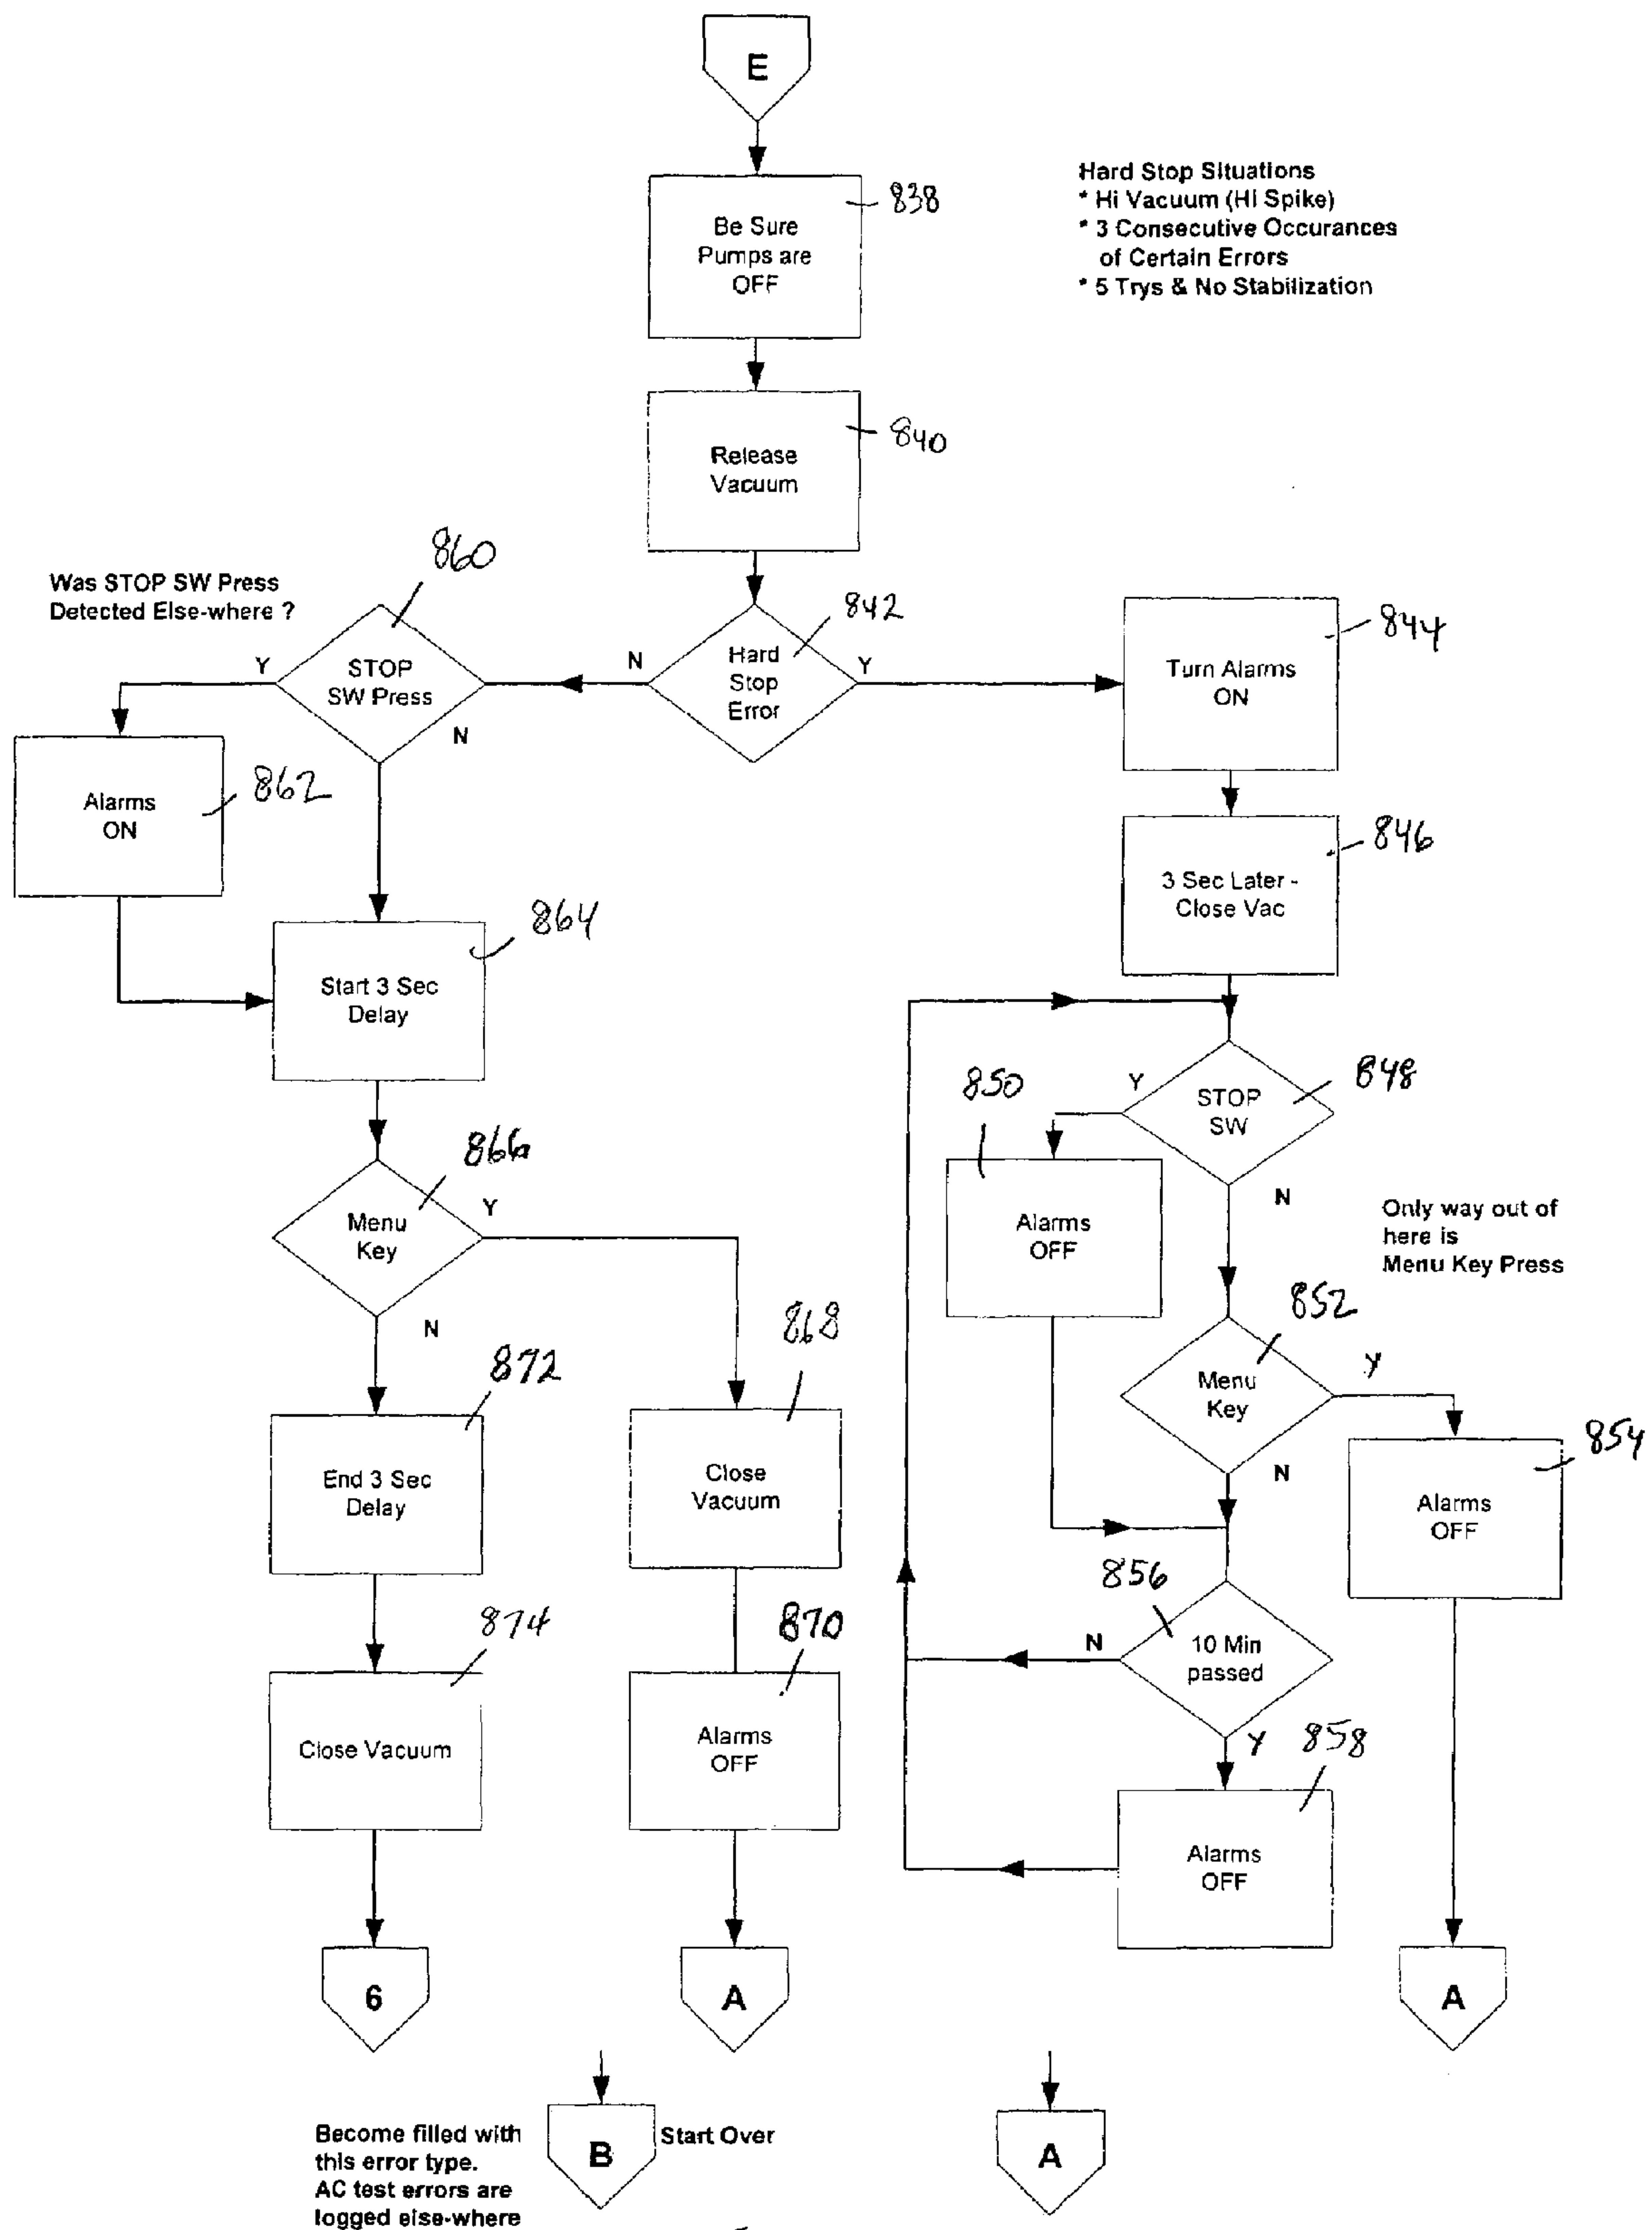 E
838
Be Sure
Pumps are
OFF
Hard Stop Situations
* Hi Vacuum (Hi Spike)
* 3 Consecutive Occurances
of Certain Errors
* 5 Trys & No Stabilization
840
Release
Vacuum
Was STOP SW Press
Detected Else-where ?
860
STOP
SW Press
Y
N
842
Hard
Stop
Error
N
Y
844
Turn Alarms
ON
862
Alarms
ON
846
3 Sec Later -
Close Vac
864
Start 3 Sec
Delay
848
STOP
SW
Y
N
850
Alarms
OFF
866
Menu
Key
Y
N
Only way out of
here is
Menu Key Press
852
Menu
Key
Y
N
854
Alarms
OFF
872
End 3 Sec
Delay
868
Close
Vacuum
856
10 Min
passed
N
Y
874
Close Vacuum
870
Alarms
OFF
858
Alarms
OFF
6
A
A
Become filled with
this error type.
AC test errors are
logged else-where
B
Start Over
A